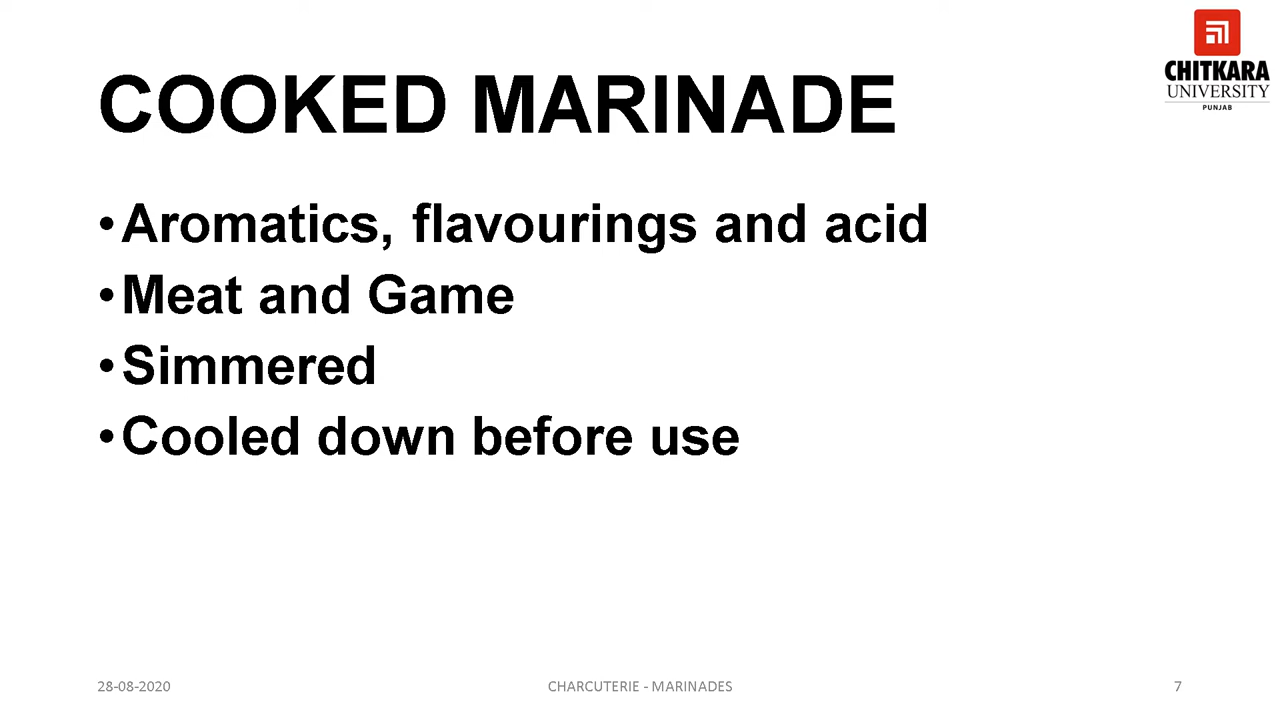 CHITKARA
UNIVERSITY
PUNJAB
COOKED MARINADE
•Aromatics, flavourings and acid
•Meat and Game
•Simmered
•Cooled down before use
28-08-2020
CHARCUTERIE - MARINADES
7